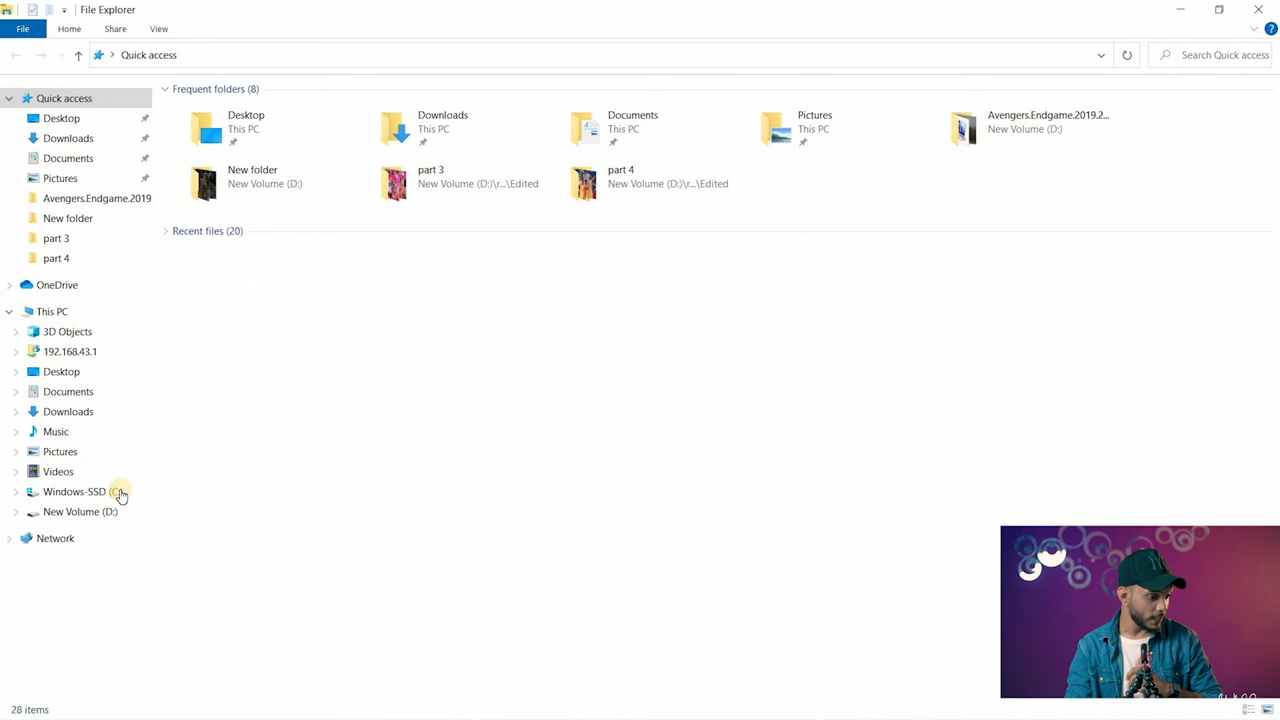 File Explorer
File Home Share View
Quick access Search Quick access
Quick access
Desktop
Downloads
Documents
Pictures
Avengers.Endgame.2019
New folder
part 3
part 4
OneDrive
This PC
3D Objects
192.168.43.1
Desktop
Documents
Downloads
Music
Pictures
Videos
Windows-SSD (C
New Volume (D:)
Network
Frequent folders (8)
Desktop
This PC
Downloads
This PC
Documents
This PC
Pictures
This PC
Avengers.Endgame.2019.2...
New Volume (D:)
New folder
New Volume (D:)
part 3
New Volume (D:)\r...\Edited
part 4
New Volume (D:)\r...\Edited
Recent files (20)
28 items